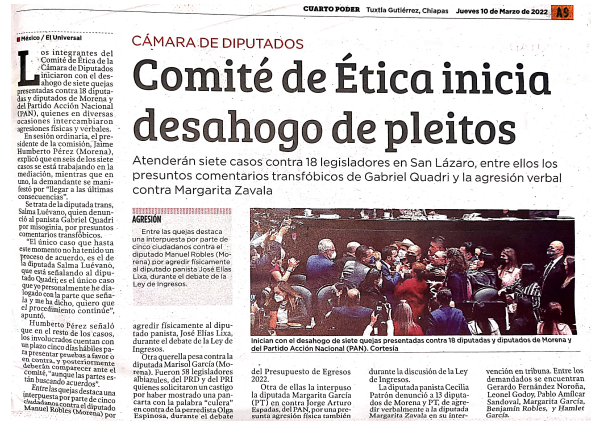 CUARTO PODER Tuxtla Gutiérrez, Chiapas Jueves 10 de Marzo de 2022 A9
México / El Universal
Los integrantes del
Comité de Ética de la
Cámara de Diputados
iniciaron con el desa-
hogo de siete quejas
presentadas contra 18 diputa-
das y diputados de Morena y
del Partido Acción Nacional
(PAN), quienes en diversas
ocasiones intercambiaron
agresiones físicas y verbales.
En sesión ordinaria, el pre-
sidente de la comisión, Jaime
Humberto Pérez (Morena),
explicó que en seis de los siete
casos se está trabajando en la
mediación, mientras que en
uno, la demandante se mani-
festó por "llegar a las últimas
consecuencias".
Se trata de la diputada trans,
Salma Luévano, quien denun-
ció al panista Gabriel Quadri
por misoginia, por presuntos
comentarios transfóbicos.
"El único caso que hasta
este momento no ha tenido un
proceso de acuerdo, es el de
la diputada Salma Luévano,
que está señalando al diputa-
do Quadri; es el único caso
que yo personalmente he dia-
logado con la parte que seña-
la y me ha dicho, quiero que
el procedimiento continúe",
apuntó.
Humberto Pérez señaló
que en el resto de los casos,
los involucrados cuentan con
un plazo cinco días hábiles pa-
ra presentar pruebas a favor o
en contra, y posteriormente
deberán comparecer ante el
comité, "aunque las partes es-
tán buscando acuerdos".
Entre las quejas destaca una
interpuesta por parte de cinco
ciudadanos contra el diputado
Manuel Robles (Morena) por
CÁMARA DE DIPUTADOS
Comité de Ética inicia
desahogo de pleitos
Atenderán siete casos contra 18 legisladores en San Lázaro, entre ellos los
presuntos comentarios transfóbicos de Gabriel Quadri y la agresión verbal
contra Margarita Zavala
AGRESIÓN
Entre las quejas destaca
una interpuesta por parte de
cinco ciudadanos contra el
diputado Manuel Robles (Mo-
rena) por agredir físicamente
al diputado panista José Elías
Lixa, durante el debate de la
Ley de Ingresos.
Inician con el desahogo de siete quejas presentadas contra 18 diputadas y diputados de Morena y
del Partido Acción Nacional (PAN). Cortesía
agredir físicamente al diputa-
do panista, José Elías Lixa,
durante el debate de la Ley de
Ingresos.
Otra querella pesa contra la
diputada Marisol García (Mo-
rena). Fueron 58 legisladores
albiazules, del PRD y del PRI
quienes solicitaron un castigo
por haber mostrado una pan-
carta con la palabra "culera"
en contra de la perredista Olga
Espinosa, durante el debate
del Presupuesto de Egresos
2022.
Otra de ellas la interpuso
la diputada Margarita García
(PT) en contra Jorge Arturo
Espadas, del PAN, por una pre-
sunta agresión física también
durante la discusión de la Ley
de Ingresos.
La diputada panista Cecilia
Patrón denunció a 13 diputa-
dos de Morena y PT, de agre-
dir verbalmente a la diputada
Margarita Zavala en su inter-
vención en tribuna. Entre los
demandados se encuentran
Gerardo Fernández Noroña,
Leonel Godoy, Pablo Amílcar
Sandoval, Margarita García,
Benjamín Robles, y Hamlet
García.